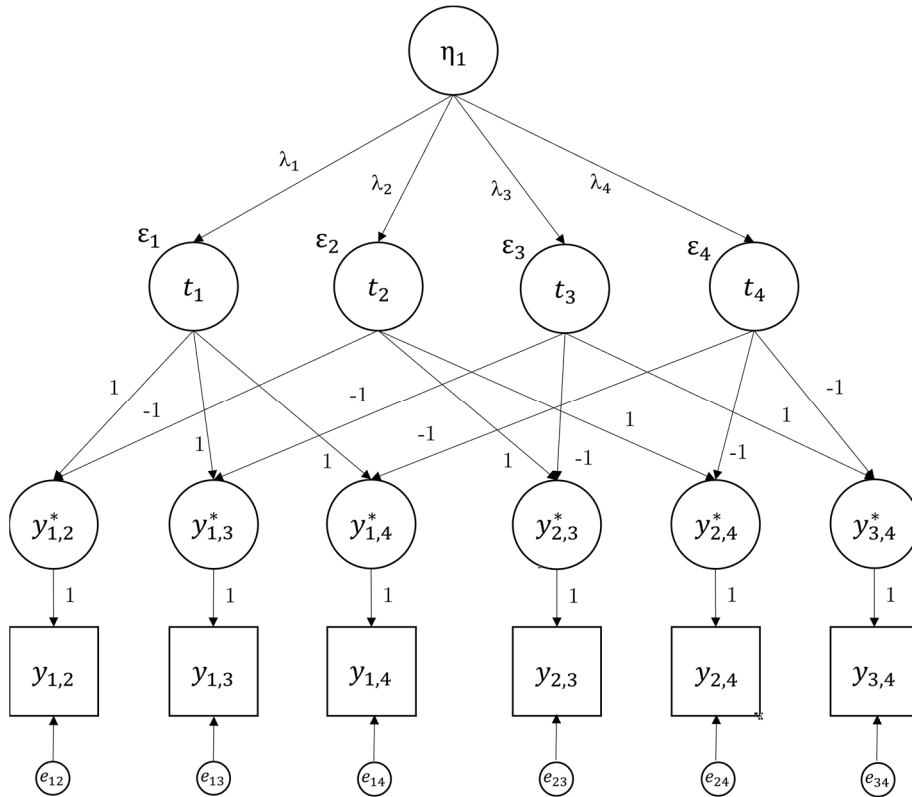 η₁
λ₁ λ₂ λ₃ λ₄
ε₁ ε₂ ε₃ ε₄
t₁ t₂ t₃ t₄
1 -1 1 -1 1 -1 1 -1 1 -1 1 -1
y*₁,₂ y*₁,₃ y*₁,₄ y*₂,₃ y*₂,₄ y*₃,₄
1 1 1 1 1 1
y₁,₂ y₁,₃ y₁,₄ y₂,₃ y₂,₄ y₃,₄
e₁₂ e₁₃ e₁₄ e₂₃ e₂₄ e₃₄